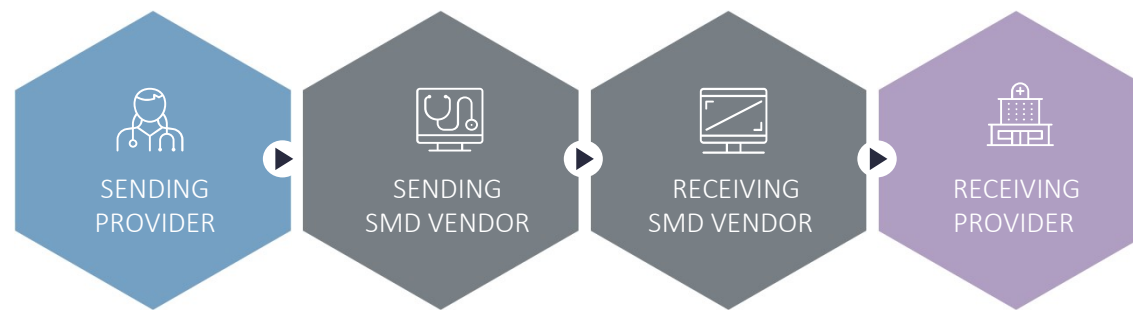 SENDING
PROVIDER
SENDING
SMD VENDOR
RECEIVING
SMD VENDOR
RECEIVING
PROVIDER